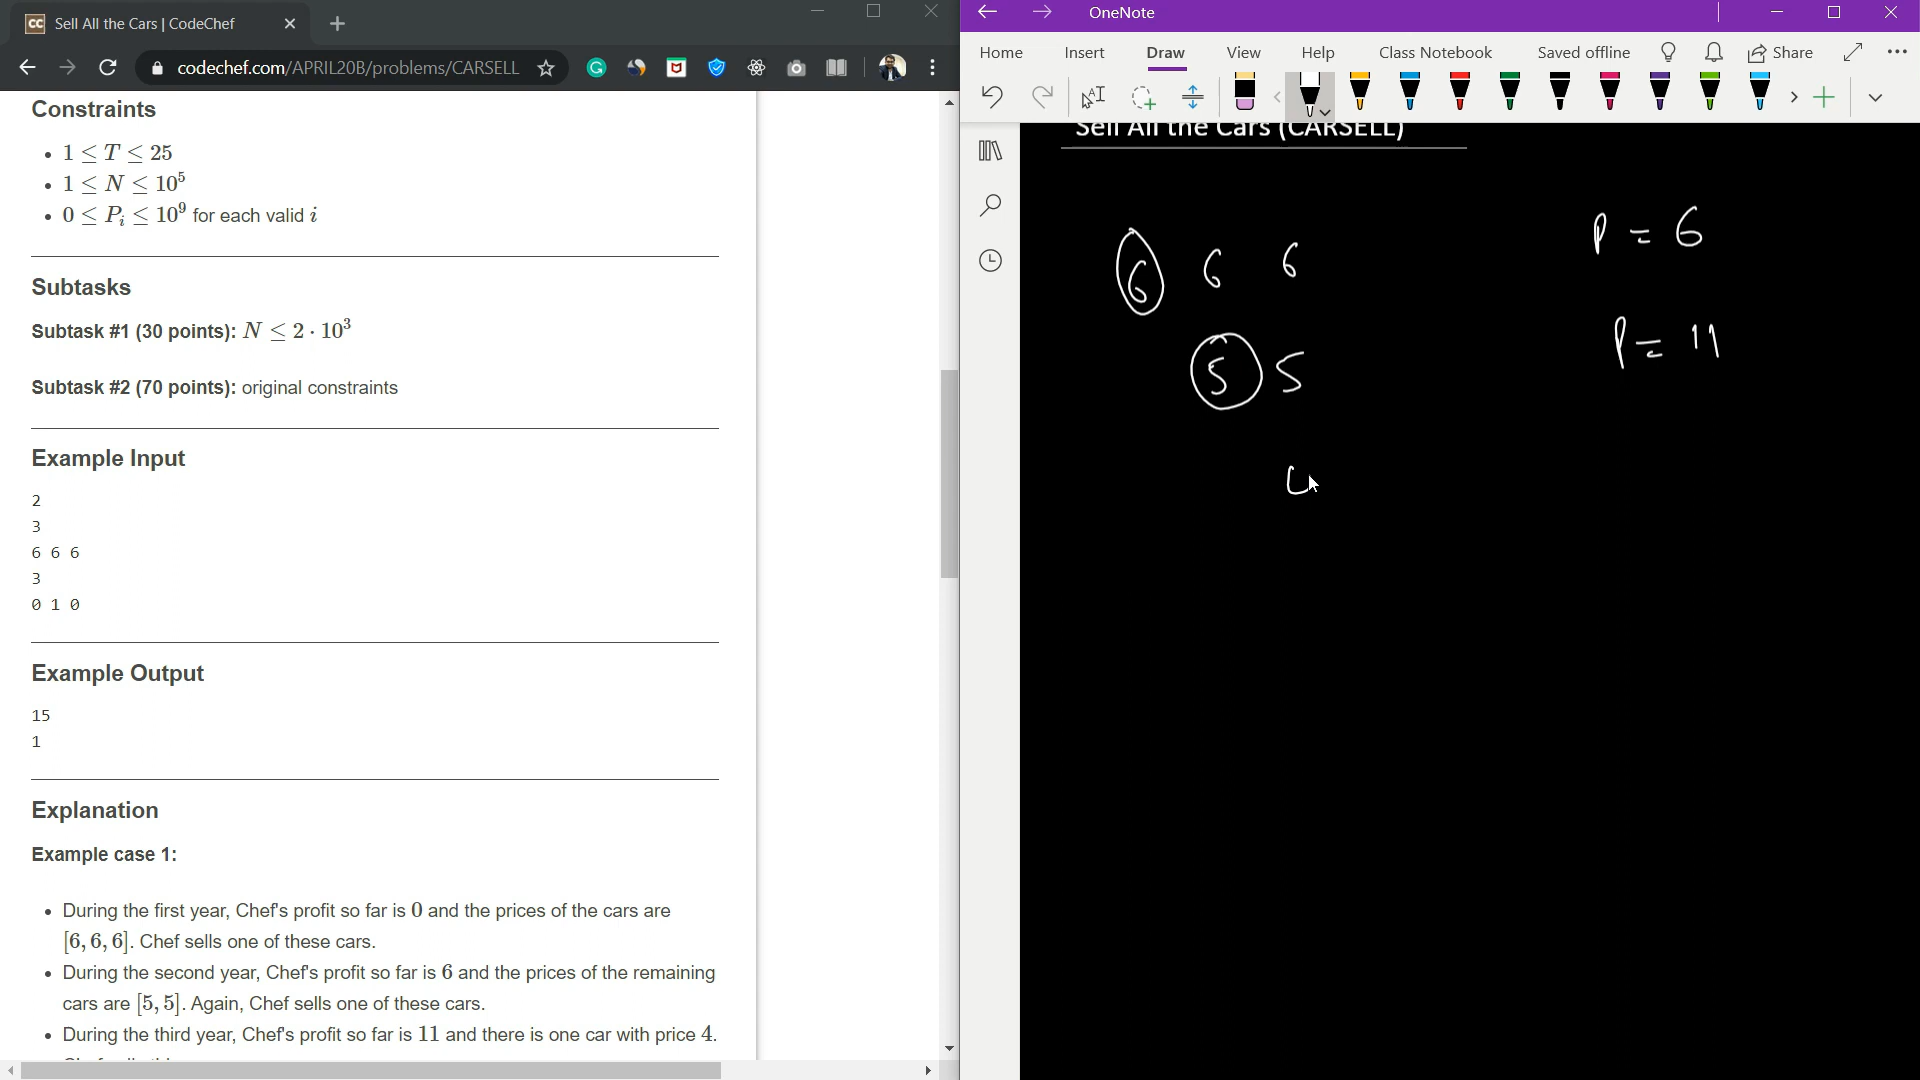 Sell All the Cars | CodeChef
codechef.com/APRIL20B/problems/CARSELL
Constraints
• 1 ≤ T ≤ 25
• 1 ≤ N ≤ 10⁵
• 0 ≤ Pᵢ ≤ 10⁹ for each valid i
Subtasks
Subtask #1 (30 points): N ≤ 2 · 10³
Subtask #2 (70 points): original constraints
Example Input
2
3
6 6 6
3
0 1 0
Example Output
15
1
Explanation
Example case 1:
• During the first year, Chef's profit so far is 0 and the prices of the cars are
[6, 6, 6]. Chef sells one of these cars.
• During the second year, Chef's profit so far is 6 and the prices of the remaining
cars are [5, 5]. Again, Chef sells one of these cars.
• During the third year, Chef's profit so far is 11 and there is one car with price 4.
OneNote
Home Insert Draw View Help Class Notebook Saved offline Share
Sell All the Cars (CARSELL)
6 6 6 P = 6
5 5 P = 11